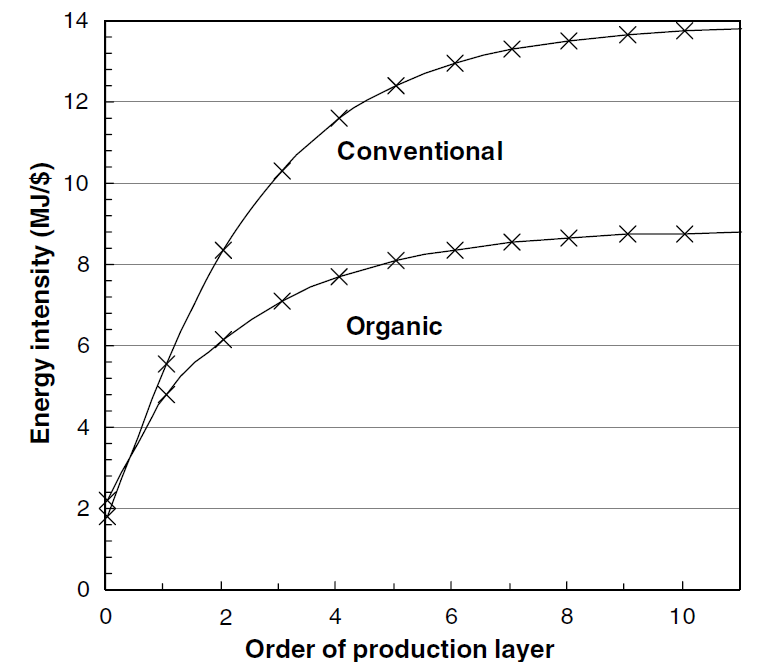 14
12
10
8
6
4
2
0
Energy intensity (MJ/$)
Conventional
Organic
0 2 4 6 8 10
Order of production layer